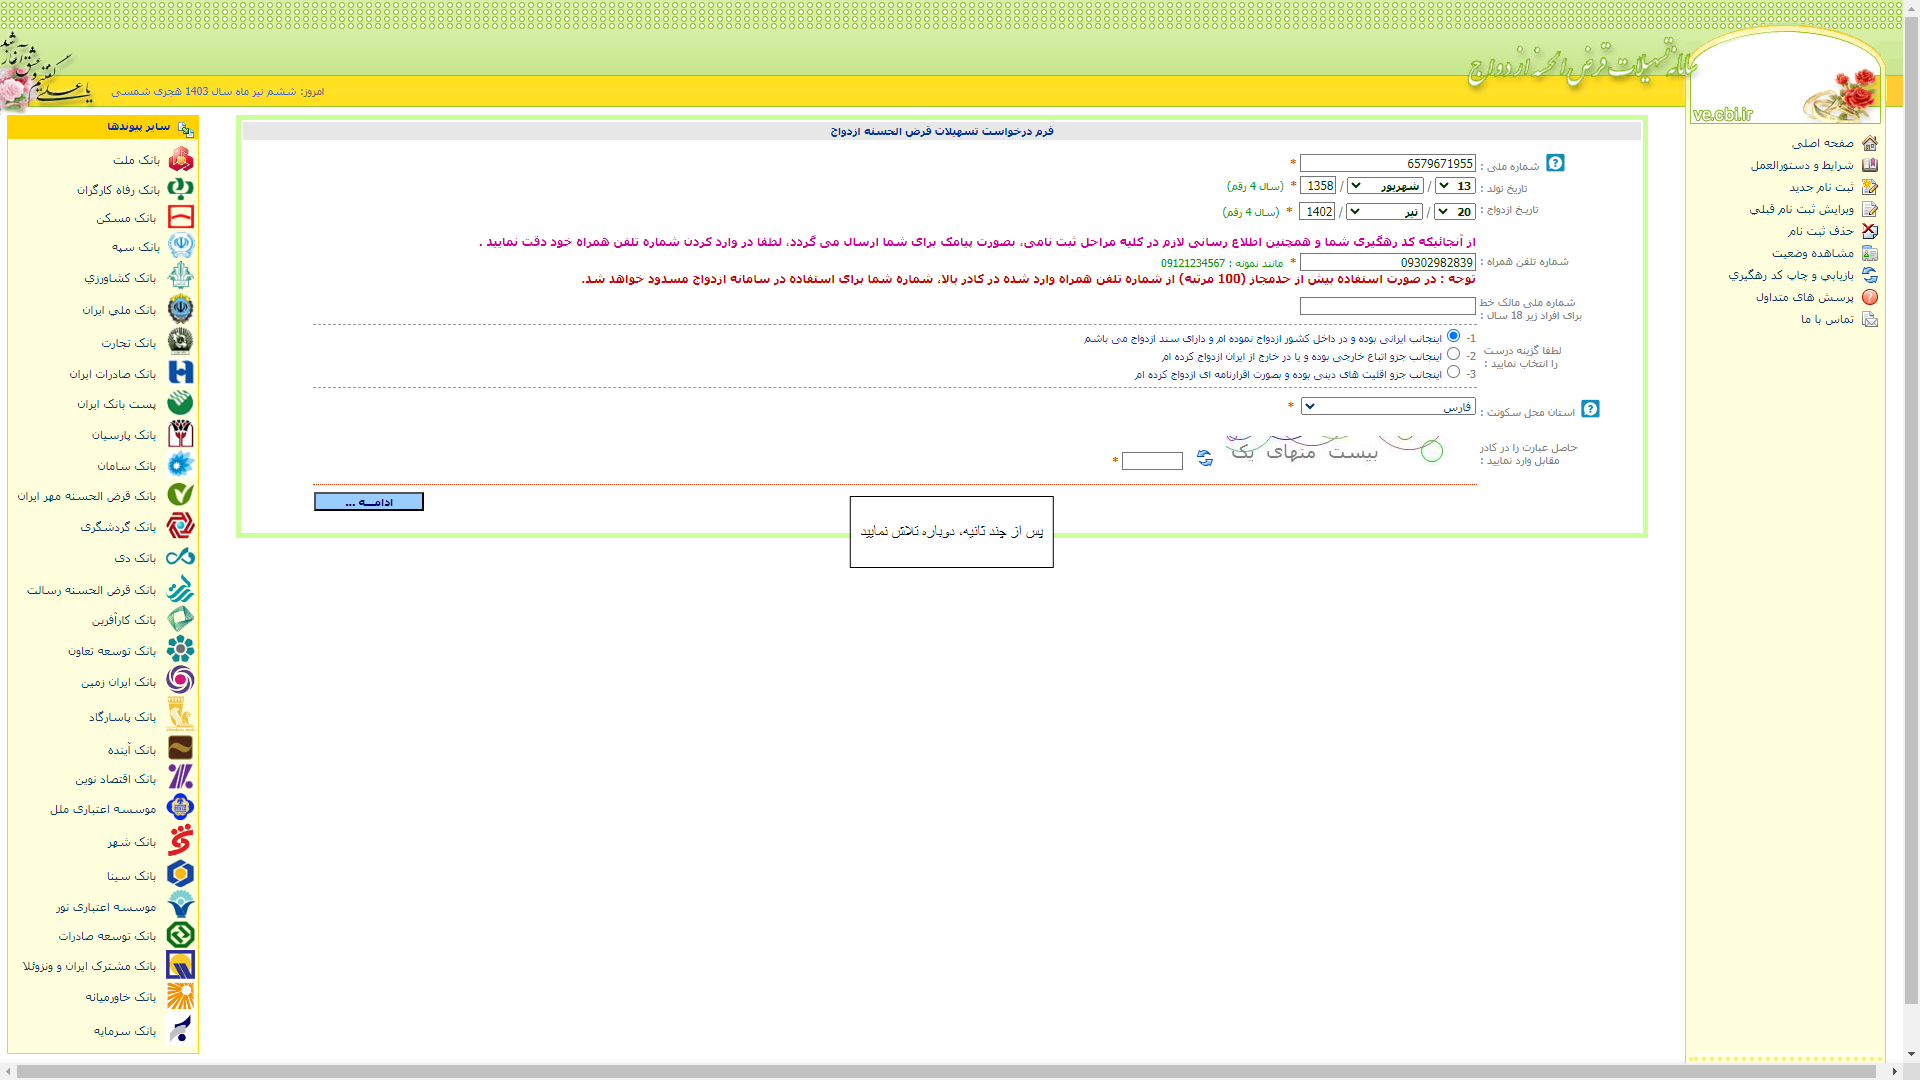 سامانه تسهیلات قرض الحسنه ازدواج
امروز: ششم تیر ماه سال 1403 هجری شمسی
ve.cbi.ir
صفحه اصلی
شرایط و دستورالعمل
ثبت نام جدید
ویرایش ثبت نام قبلي
حذف ثبت نام
مشاهده وضعیت
بازیابي و چاپ کد رهگیري
پرسش های متداول
تماس با ما
فرم درخواست تسهیلات قرض الحسنه ازدواج
شماره ملی : 6579671955 *
تاریخ تولد : 13 / شهریور / 1358 * (سال 4 رقم)
تاریخ ازدواج : 20 / تیر / 1402 * (سال 4 رقم)
از آنجائیکه کد رهگیری شما و همچنین اطلاع رسانی لازم در کلیه مراحل ثبت نامی، بصورت پیامک برای شما ارسال می گردد، لطفا در وارد کردن شماره تلفن همراه خود دقت نمایید .
شماره تلفن همراه : 09302982839 * مانند نمونه : 09121234567
توجه : در صورت استفاده بیش از حدمجاز (100 مرتبه) از شماره تلفن همراه وارد شده در کادر بالا، شماره شما برای استفاده در سامانه ازدواج مسدود خواهد شد.
شماره ملی مالک خط
برای افراد زیر 18 سال :
لطفا گزینه درست
را انتخاب نمایید :
1- اینجانب ایرانی بوده و در داخل کشور ازدواج نموده ام و دارای سند ازدواج می باشم
2- اینجانب جزو اتباع خارجی بوده و یا در خارج از ایران ازدواج کرده ام
3- اینجانب جزو اقلیت های دینی بوده و بصورت اقرارنامه ای ازدواج کرده ام
استان محل سکونت : فارس *
حاصل عبارت را در کادر
مقابل وارد نمایید :
بیست منهای یک
*
ادامـــه ...
پس از چند ثانیه، دوباره تلاش نمایید
سایر پیوندها
بانک ملت
بانک رفاه کارگران
بانک مسکن
بانک سپه
بانک کشاورزی
بانک ملی ایران
بانک تجارت
بانک صادرات ایران
پست بانک ایران
بانک پارسیان
بانک سامان
بانک قرض الحسنه مهر ایران
بانک گردشگری
بانک دی
بانک قرض الحسنه رسالت
بانک کارآفرین
بانک توسعه تعاون
بانک ایران زمین
بانک پاسارگاد
بانک آینده
بانک اقتصاد نوین
موسسه اعتباری ملل
بانک شهر
بانک سینا
موسسه اعتباری نور
بانک توسعه صادرات
بانک مشترک ایران و ونزوئلا
بانک خاورمیانه
بانک سرمایه